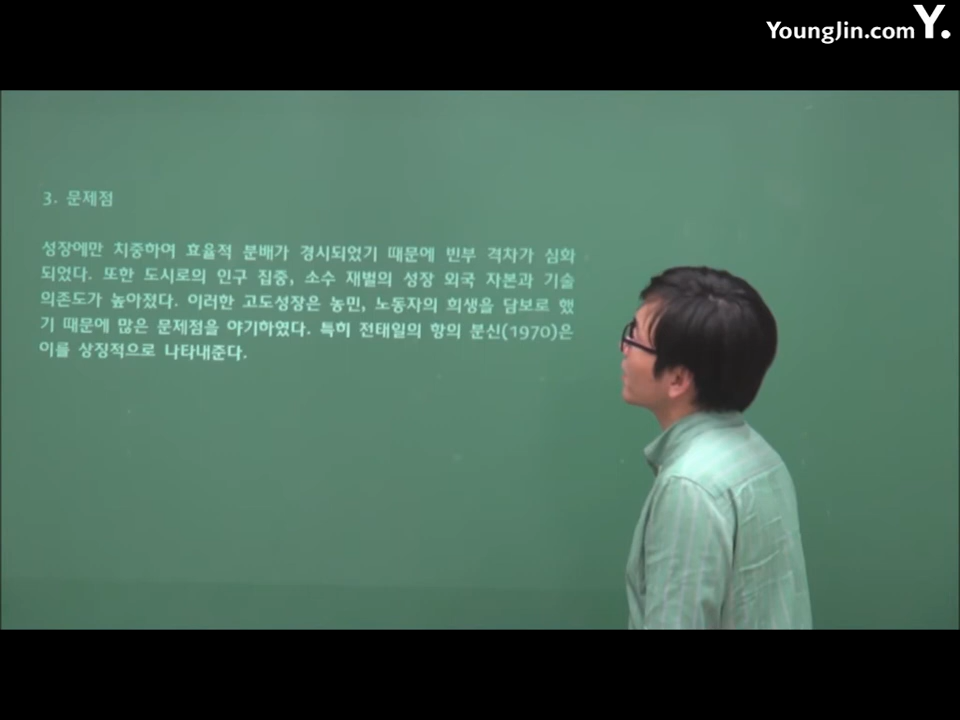 YoungJin.com Y.
3. 문제점
성장에만 치중하여 효율적 분배가 경시되었기 때문에 빈부 격차가 심화
되었다. 또한 도시로의 인구 집중, 소수 재벌의 성장 외국 자본과 기술
의존도가 높아졌다. 이러한 고도성장은 농민, 노동자의 희생을 담보로 했
기 때문에 많은 문제점을 야기하였다. 특히 전태일의 항의 분신(1970)은
이를 상징적으로 나타내준다.